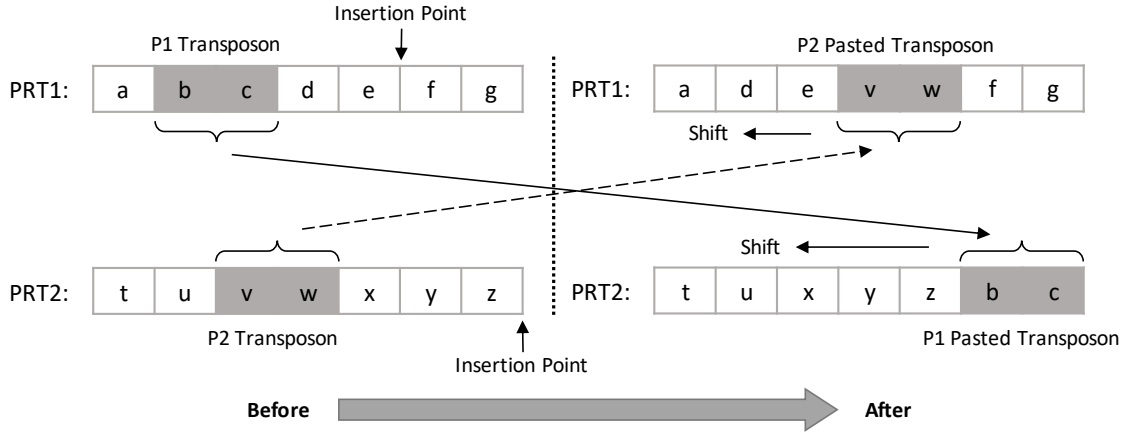 Insertion Point
P1 Transposon
P2 Pasted Transposon
PRT1: a b c d e f g
PRT1: a d e v w f g
Shift
Shift
PRT2: t u v w x y z
PRT2: t u x y z b c
P2 Transposon
P1 Pasted Transposon
Insertion Point
Before
After